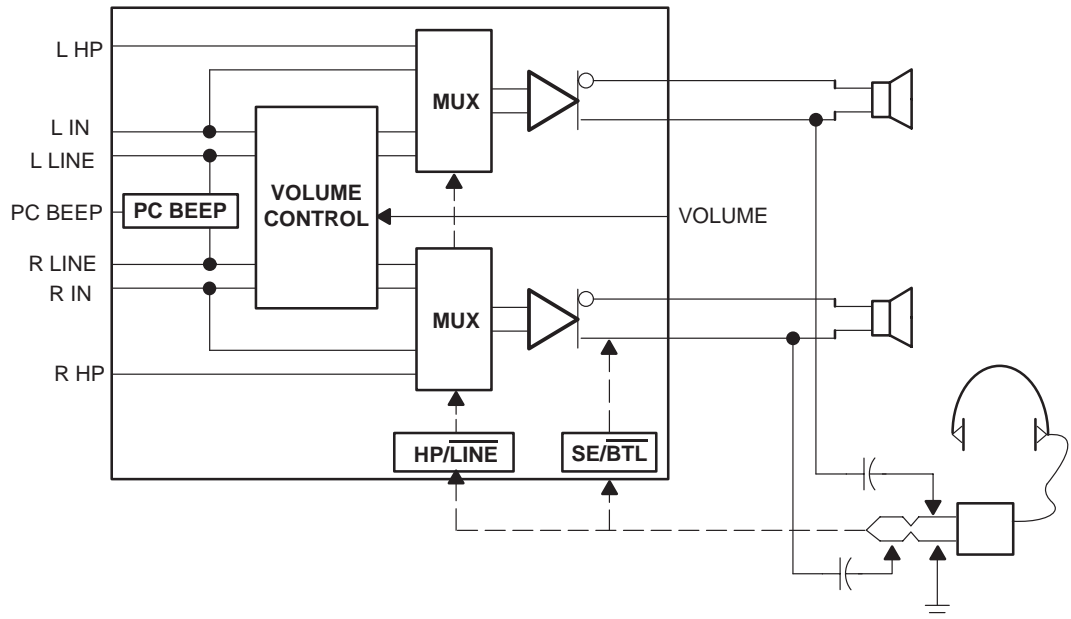 L HP
L IN
L LINE
PC BEEP
R LINE
R IN
R HP
PC BEEP
VOLUME
CONTROL
MUX
MUX
VOLUME
HP/LINE
SE/BTL